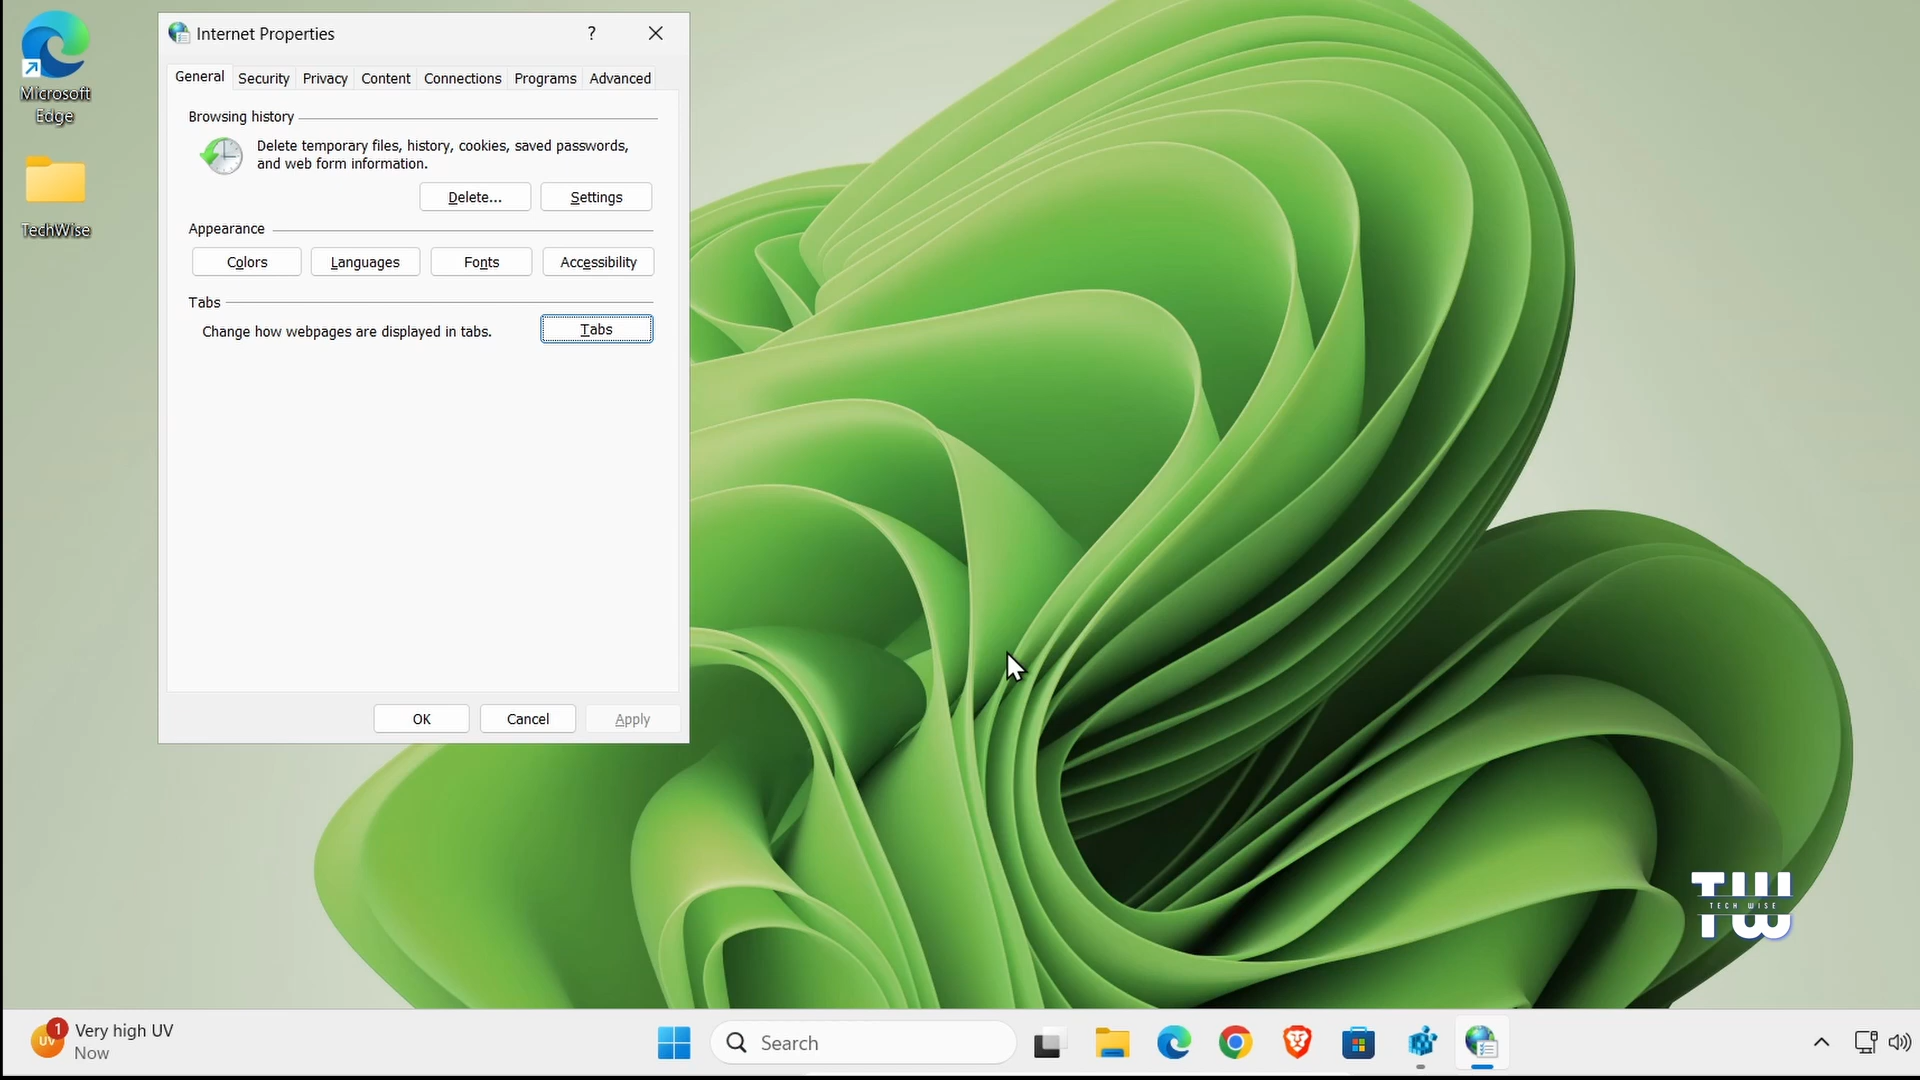 Microsoft
Edge
TechWise
Internet Properties
?
General
Security
Privacy
Content
Connections
Programs
Advanced
Browsing history
Delete temporary files, history, cookies, saved passwords,
and web form information.
Delete...
Settings
Appearance
Colors
Languages
Fonts
Accessibility
Tabs
Change how webpages are displayed in tabs.
Tabs
OK
Cancel
Apply
TW
TECH WISE
UV
1
Very high UV
Now
Search